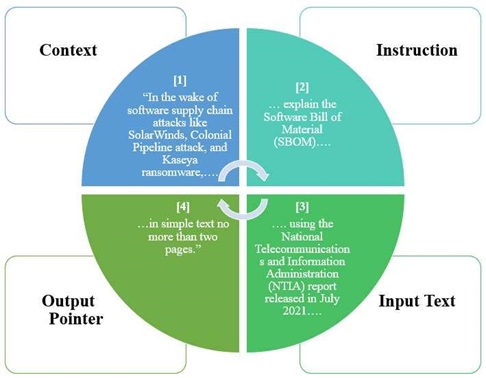 Context
Instruction
[1]
“In the wake of
software supply chain
attacks like
SolarWinds, Colonial
Pipeline attack, and
Kaseya
ransomware,….
[2]
… explain the
Software Bill of
Material
(SBOM)….
[4]
…in simple text no
more than two
pages.”
[3]
…. using the
National
Telecommunication
s and Information
Administration
(NTIA) report
released in July
2021….
Output
Pointer
Input Text